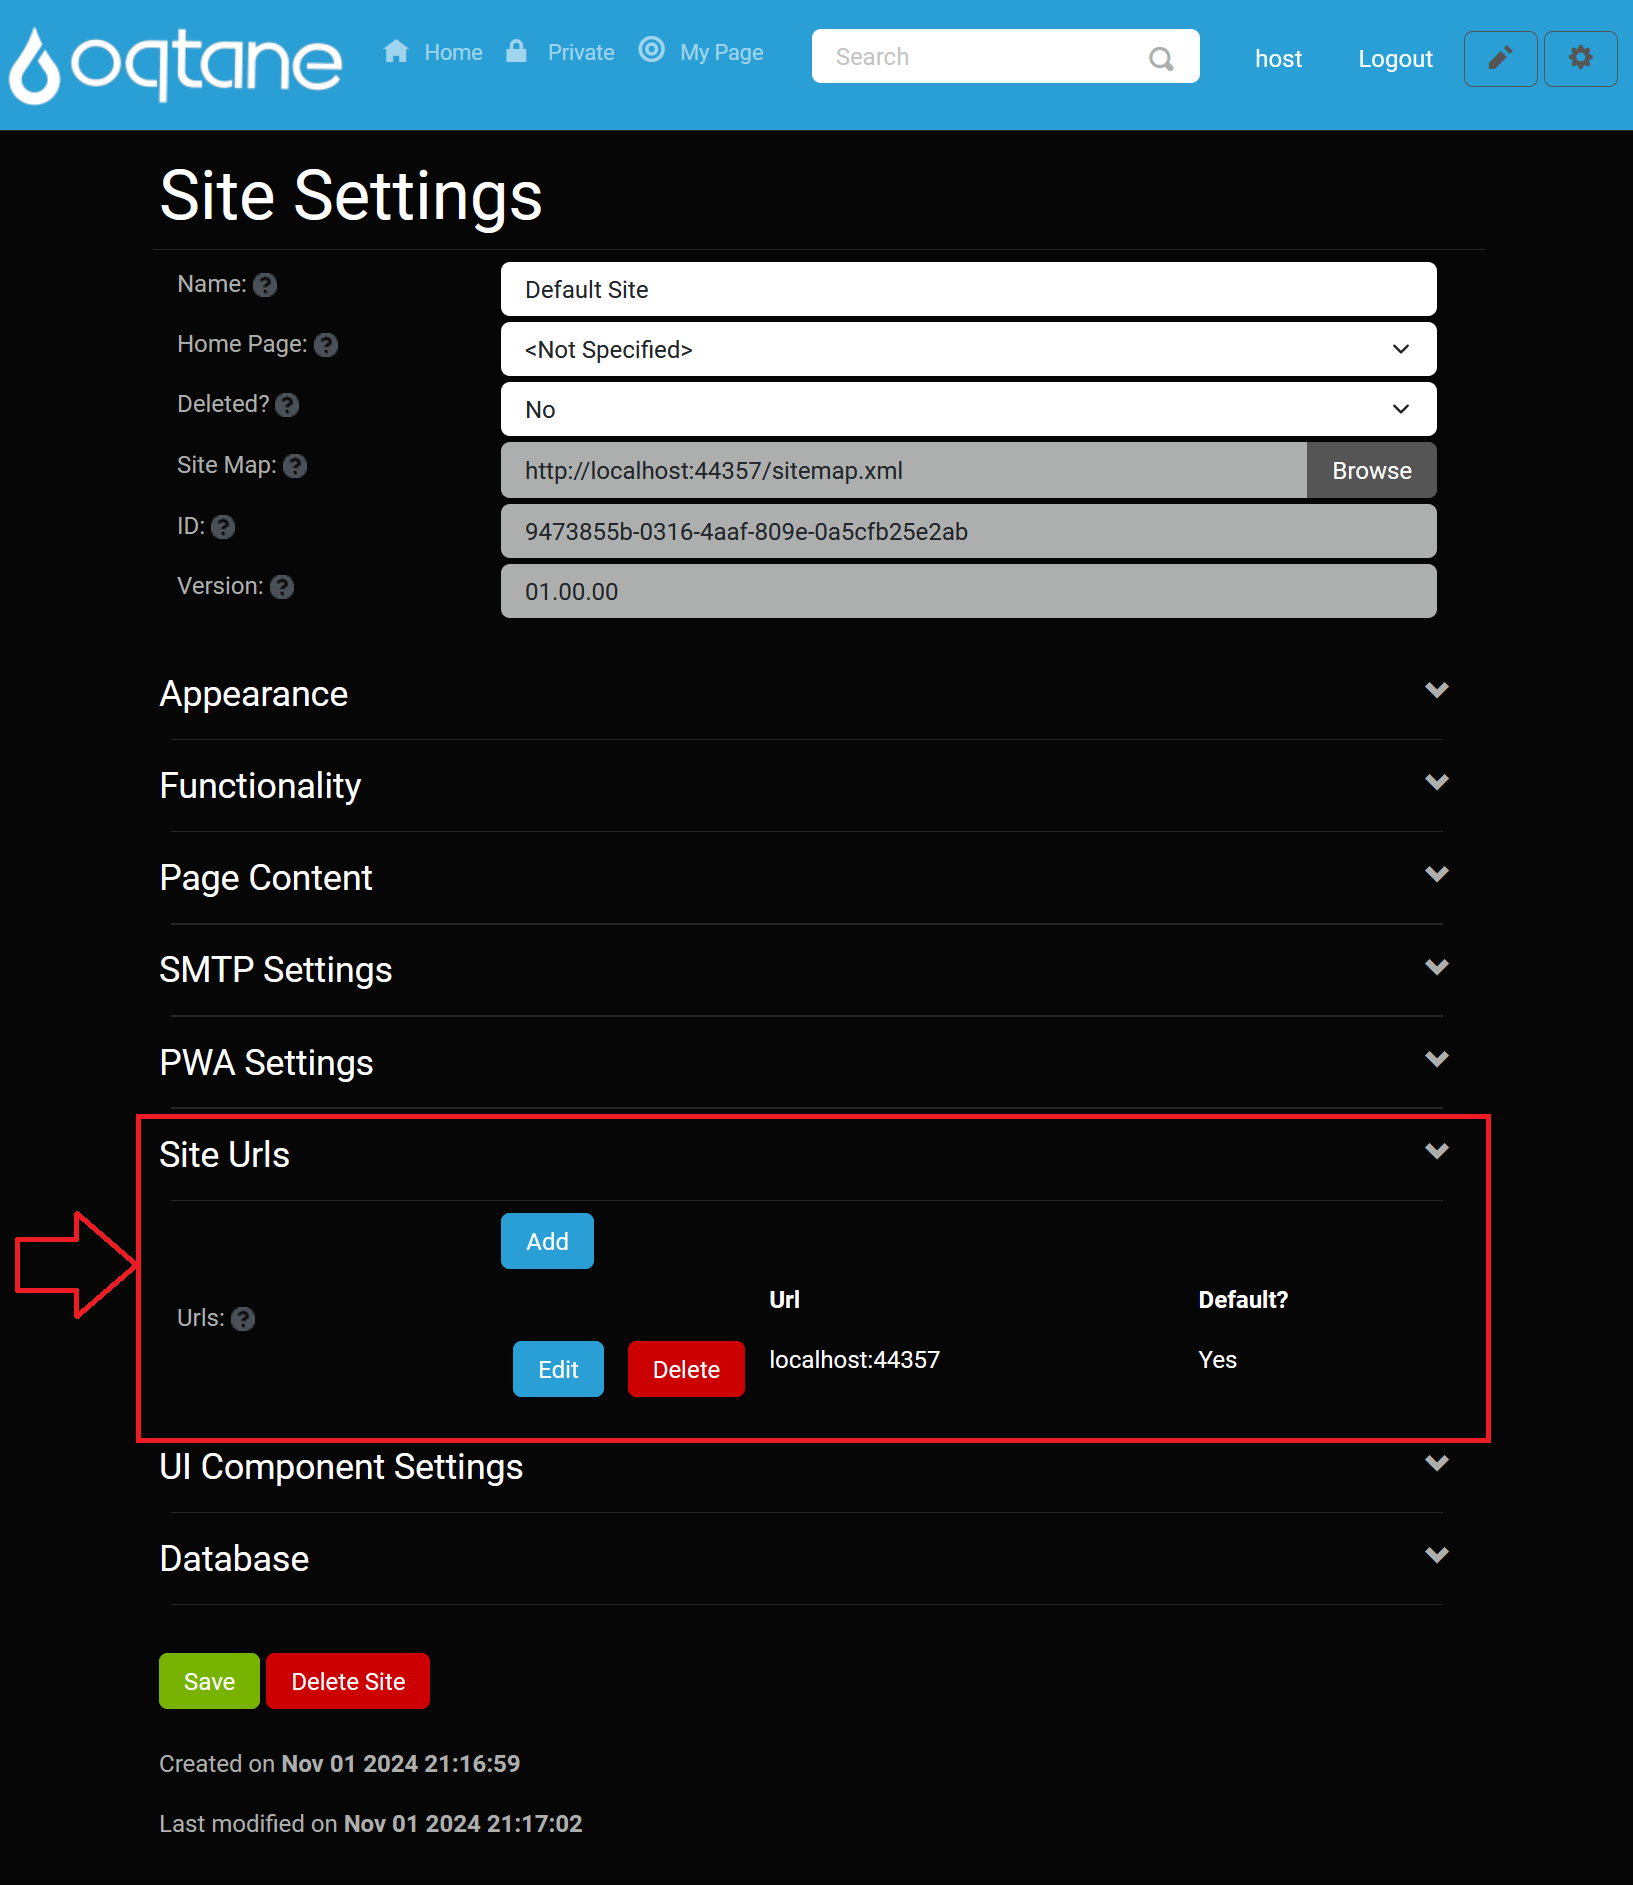 oqtane Home Private My Page Search host Logout
Site Settings
Name: ? Default Site
Home Page: ? <Not Specified>
Deleted? ? No
Site Map: ? http://localhost:44357/sitemap.xml Browse
ID: ? 9473855b-0316-4aaf-809e-0a5cfb25e2ab
Version: ? 01.00.00
Appearance
Functionality
Page Content
SMTP Settings
PWA Settings
Site Urls
Add
Urls: ? Url Default?
Edit Delete localhost:44357 Yes
UI Component Settings
Database
Save Delete Site
Created on Nov 01 2024 21:16:59
Last modified on Nov 01 2024 21:17:02